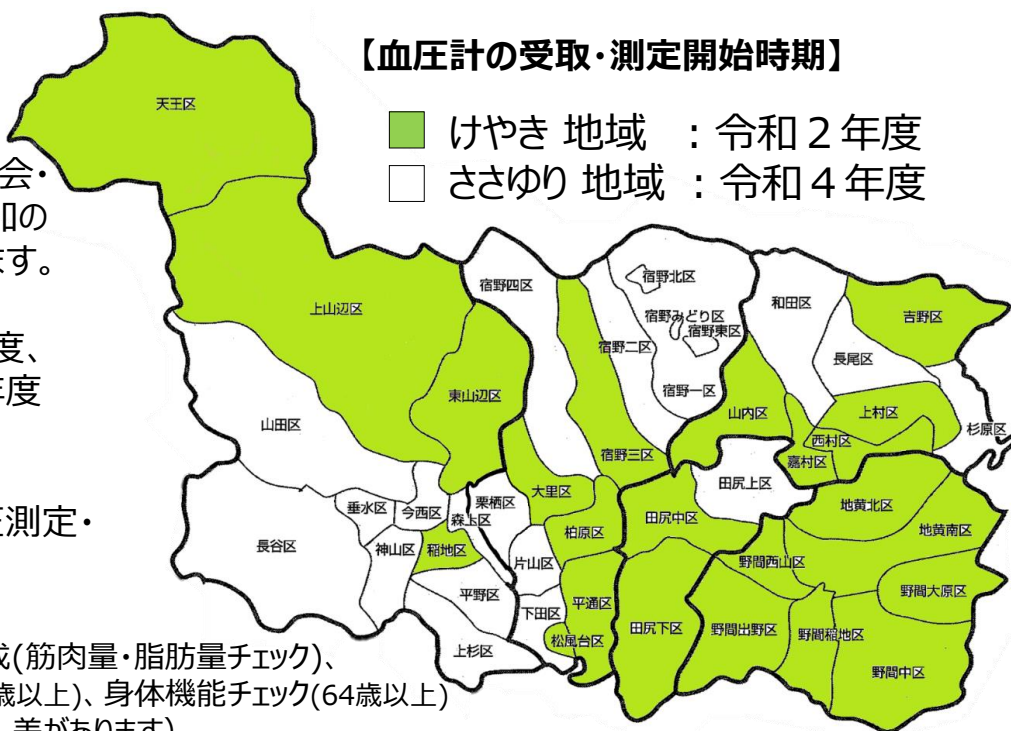 【血圧計の受取・測定開始時期】
けやき 地域 ：令和２年度
ささゆり 地域 ：令和４年度
会・
和の
ます。
度、
年度
圧測定・
成(筋肉量・脂肪量チェック)、
歳以上)、身体機能チェック(64歳以上)
差があります)
天王区
上山辺区
東山辺区
山田区
長谷区
垂水区
今西区
森上区
神山区
稲地区
平野区
上杉区
宿野四区
宿野北区
宿野みどり区
宿野東区
宿野二区
宿野一区
宿野三区
和田区
吉野区
長尾区
上村区
杉原区
山内区
西村区
嘉村区
田尻上区
大里区
栗栖区
柏原区
片山区
下田区
平通区
松風台区
田尻中区
田尻下区
地黄北区
地黄南区
野間西山区
野間大原区
野間出野区
野間稲地区
野間中区